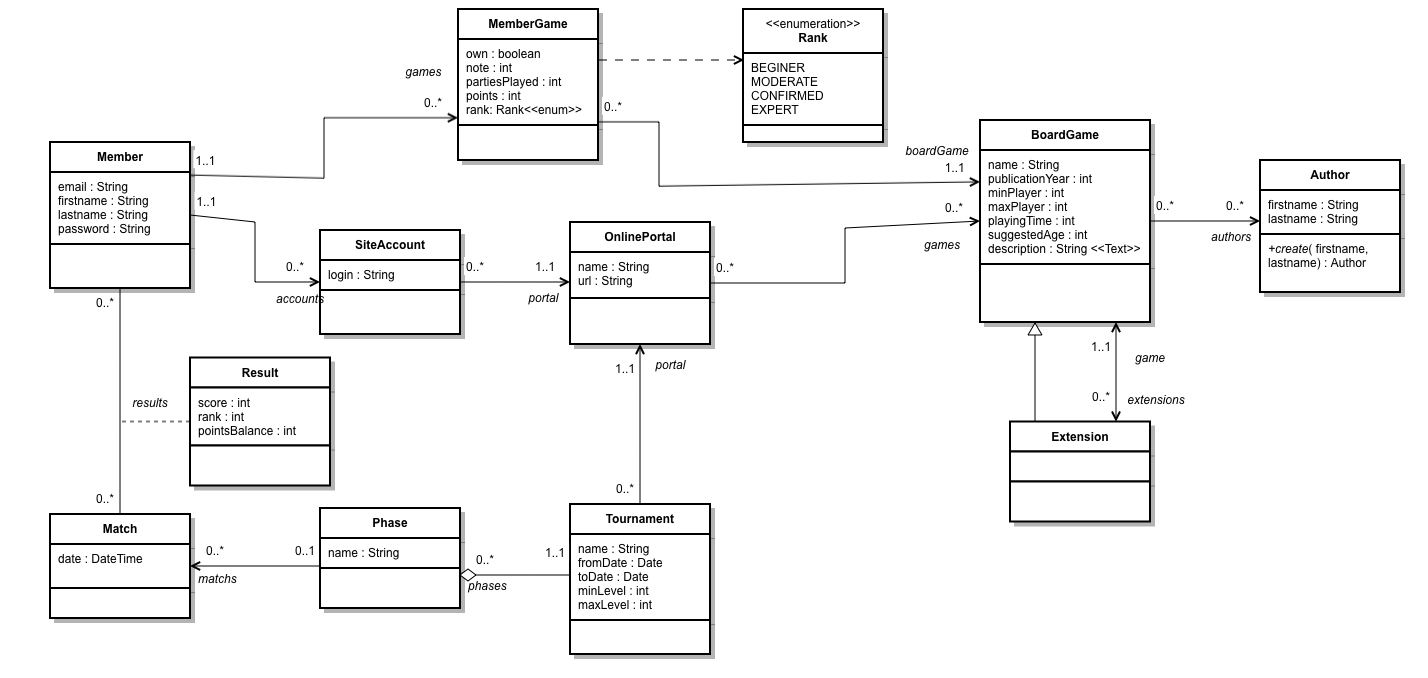 MemberGame
own : boolean
note : int
partiesPlayed : int
points : int
rank: Rank<<enum>>
<<enumeration>>
Rank
BEGINER
MODERATE
CONFIRMED
EXPERT
games
0..*
0..*
Member
email : String
firstname : String
lastname : String
password : String
1..1
1..1
boardGame
1..1
0..*
games
BoardGame
name : String
publicationYear : int
minPlayer : int
maxPlayer : int
playingTime : int
suggestedAge : int
description : String <<Text>>
0..*
0..*
authors
Author
firstname : String
lastname : String
+create( firstname,
lastname) : Author
0..*
accounts
SiteAccount
login : String
0..*
1..1
portal
OnlinePortal
name : String
url : String
0..*
0..*
results
Result
score : int
rank : int
pointsBalance : int
1..1
portal
1..1
game
0..*
extensions
Extension
0..*
0..*
Match
date : DateTime
0..*
0..1
matchs
Phase
name : String
0..*
1..1
phases
Tournament
name : String
fromDate : Date
toDate : Date
minLevel : int
maxLevel : int